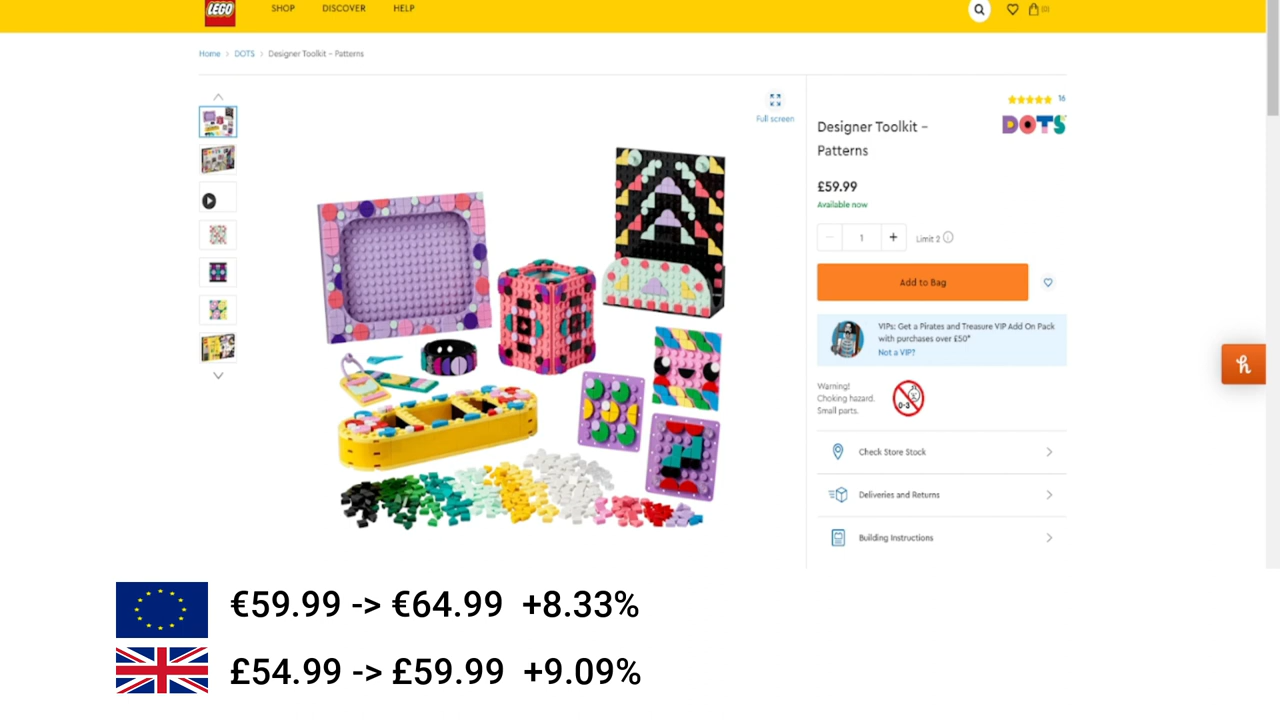 LEGO
SHOP DISCOVER HELP
(0)
Home > DOTS > Designer Toolkit – Patterns
Full screen
16
DOTS
Designer Toolkit –
Patterns
£59.99
Available now
1
Limit 2
Add to Bag
VIPs: Get a Pirates and Treasure VIP Add On Pack
with purchases over £50*
Not a VIP?
Warning!
Choking hazard.
Small parts.
0-3
Check Store Stock
Deliveries and Returns
Building Instructions
h
€59.99 -> €64.99 +8.33%
£54.99 -> £59.99 +9.09%